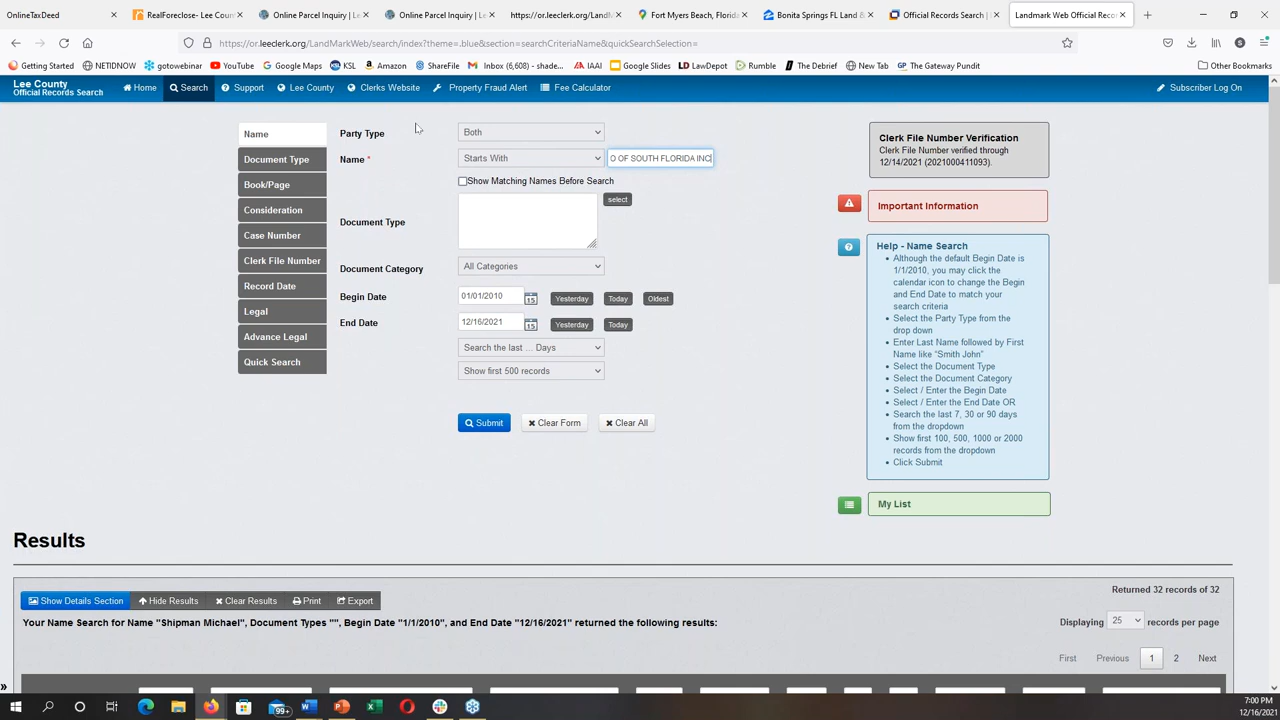 OnlineTaxDeed
RealForeclose- Lee County
Online Parcel Inquiry | Lee
Online Parcel Inquiry | Lee
https://or.leeclerk.org/LandM
Fort Myers Beach, Florida
Bonita Springs FL Land &
Official Records Search |
Landmark Web Official Reco
https://or.leeclerk.org/LandMarkWeb/search/index?theme=.blue&section=searchCriteriaName&quickSearchSelection=
Getting Started
NETIDNOW
gotowebinar
YouTube
Google Maps
KSL
Amazon
ShareFile
Inbox (6,608) - sshaw...
IAAI
Google Slides
LD LawDepot
Rumble
The Debrief
New Tab
GP The Gateway Pundit
Other Bookmarks
Lee County
Official Records Search
Home
Search
Support
Lee County
Clerks Website
Property Fraud Alert
Fee Calculator
Subscriber Log On
Name
Document Type
Book/Page
Consideration
Case Number
Clerk File Number
Record Date
Legal
Advance Legal
Quick Search
Party Type
Both
Name *
Starts With
O OF SOUTH FLORIDA INC
Show Matching Names Before Search
Document Type
select
Document Category
All Categories
Begin Date
01/01/2010
15
Yesterday
Today
Oldest
End Date
12/16/2021
15
Yesterday
Today
Search the last ... Days
Show first 500 records
Submit
Clear Form
Clear All
Clerk File Number Verification
Clerk File Number verified through
12/14/2021 (2021000411093).
Important Information
Help - Name Search
Although the default Begin Date is
1/1/2010, you may click the
calendar icon to change the Begin
and End Date to match your
search criteria
Select the Party Type from the
drop down
Enter Last Name followed by First
Name like "Smith John"
Select the Document Type
Select the Document Category
Select / Enter the Begin Date
Select / Enter the End Date OR
Search the last 7, 30 or 90 days
from the dropdown
Show first 100, 500, 1000 or 2000
records from the dropdown
Click Submit
My List
Results
Show Details Section
Hide Results
Clear Results
Print
Export
Returned 32 records of 32
Your Name Search for Name "Shipman Michael", Document Types "", Begin Date "1/1/2010", and End Date "12/16/2021" returned the following results:
Displaying 25 records per page
First
Previous
1
2
Next
99+
7:00 PM
12/16/2021